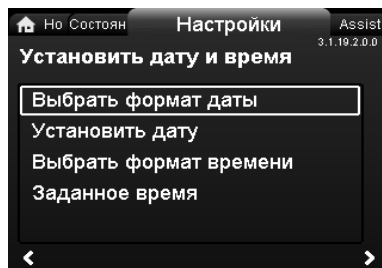 Но Состоян Настройки Assist
3.1.19.2.0.0
Установить дату и время
Выбрать формат даты
Установить дату
Выбрать формат времени
Заданное время